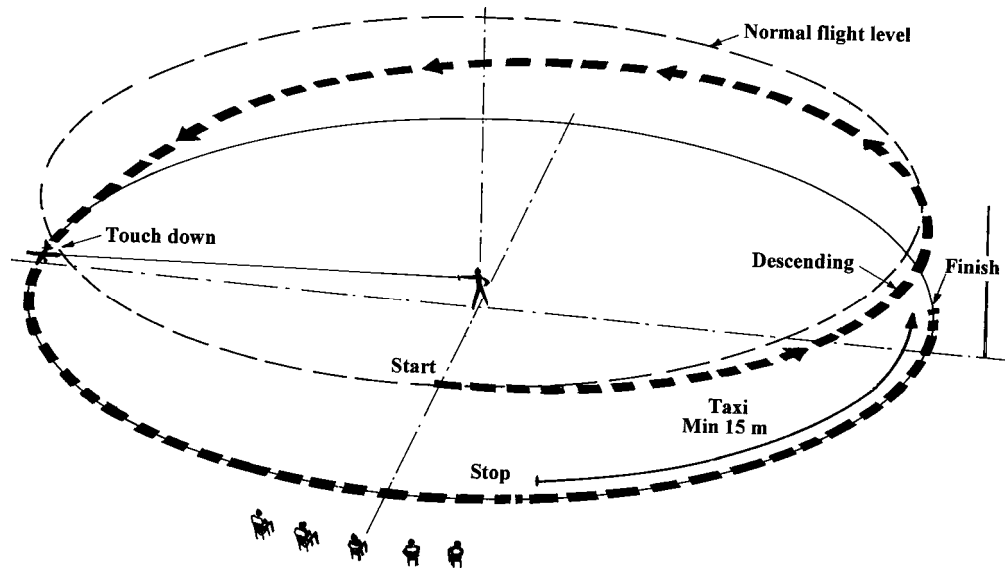 Normal flight level
Touch down
Descending
Finish
Start
Taxi
Min 15 m
Stop